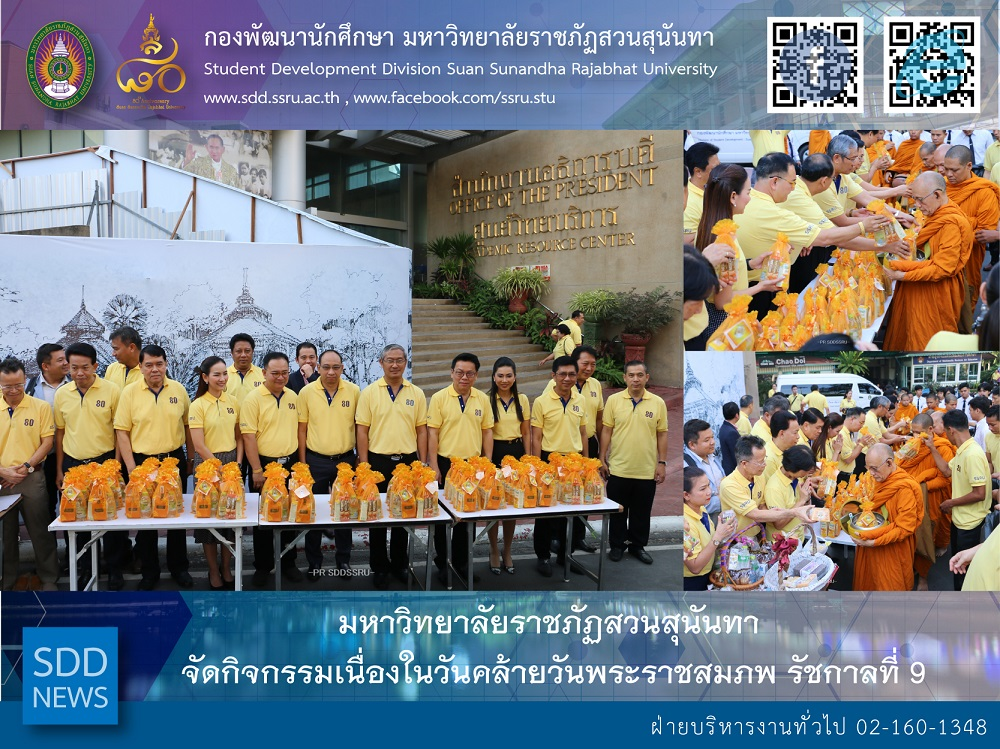 กองพัฒนานักศึกษา มหาวิทยาลัยราชภัฏสวนสุนันทา
Student Development Division Suan Sunandha Rajabhat University
www.sdd.ssru.ac.th , www.facebook.com/ssru.stu
สำนักงานอธิการบดี
OFFICE OF THE PRESIDENT
ศูนย์วิทยบริการ
ACADEMIC RESOURCE CENTER
80
~PR SDDSSRU~
~PR SDDSSRU~
Chao Doi
~PR SDDSSRU~
มหาวิทยาลัยราชภัฏสวนสุนันทา
จัดกิจกรรมเนื่องในวันคล้ายวันพระราชสมภพ รัชกาลที่ 9
SDD
NEWS
ฝ่ายบริหารงานทั่วไป 02-160-1348